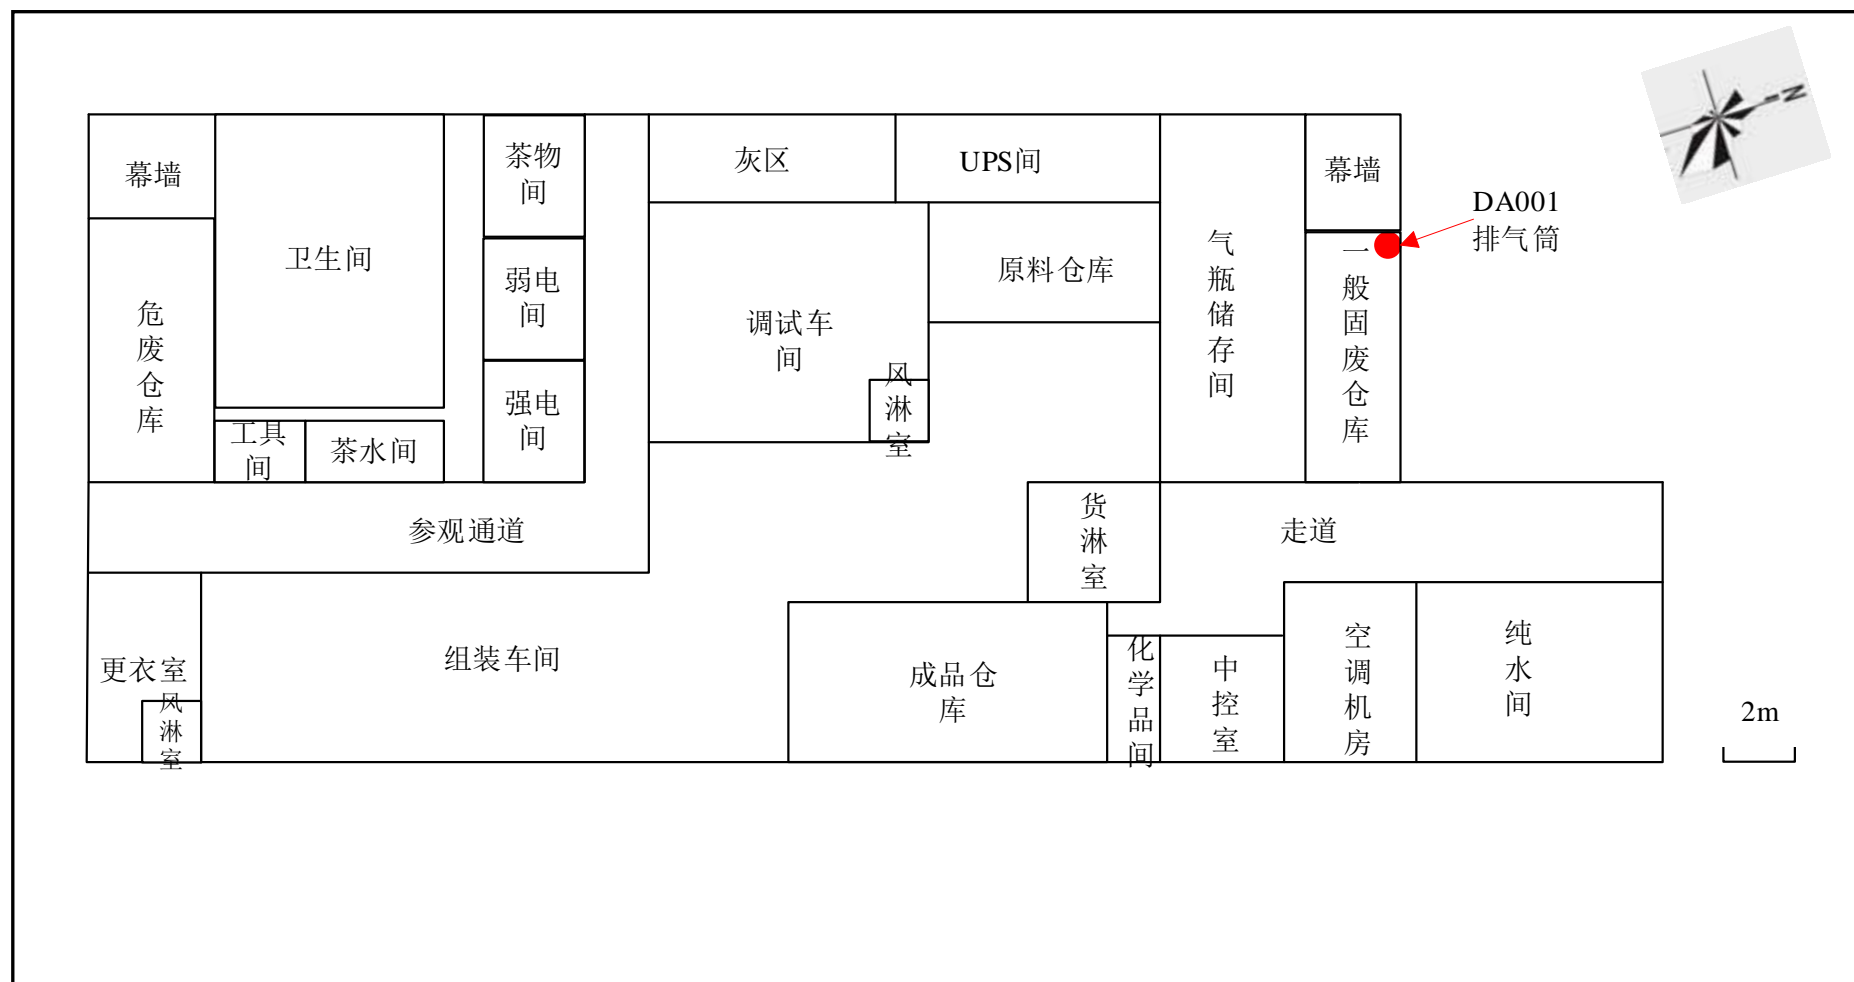 N
幕墙
卫生间
茶物
间
灰区
UPS间
幕墙
DA001
排气筒
弱电
间
原料仓库
气
瓶
储
存
间
一
般
固
废
仓
库
危
废
仓
库
调试车
间
风
淋
室
强电
间
工具
间
茶水间
参观通道
货
淋
室
走道
更衣室
风
淋
室
组装车间
成品仓
库
化
学
品
间
中
控
室
空
调
机
房
纯
水
间
2m